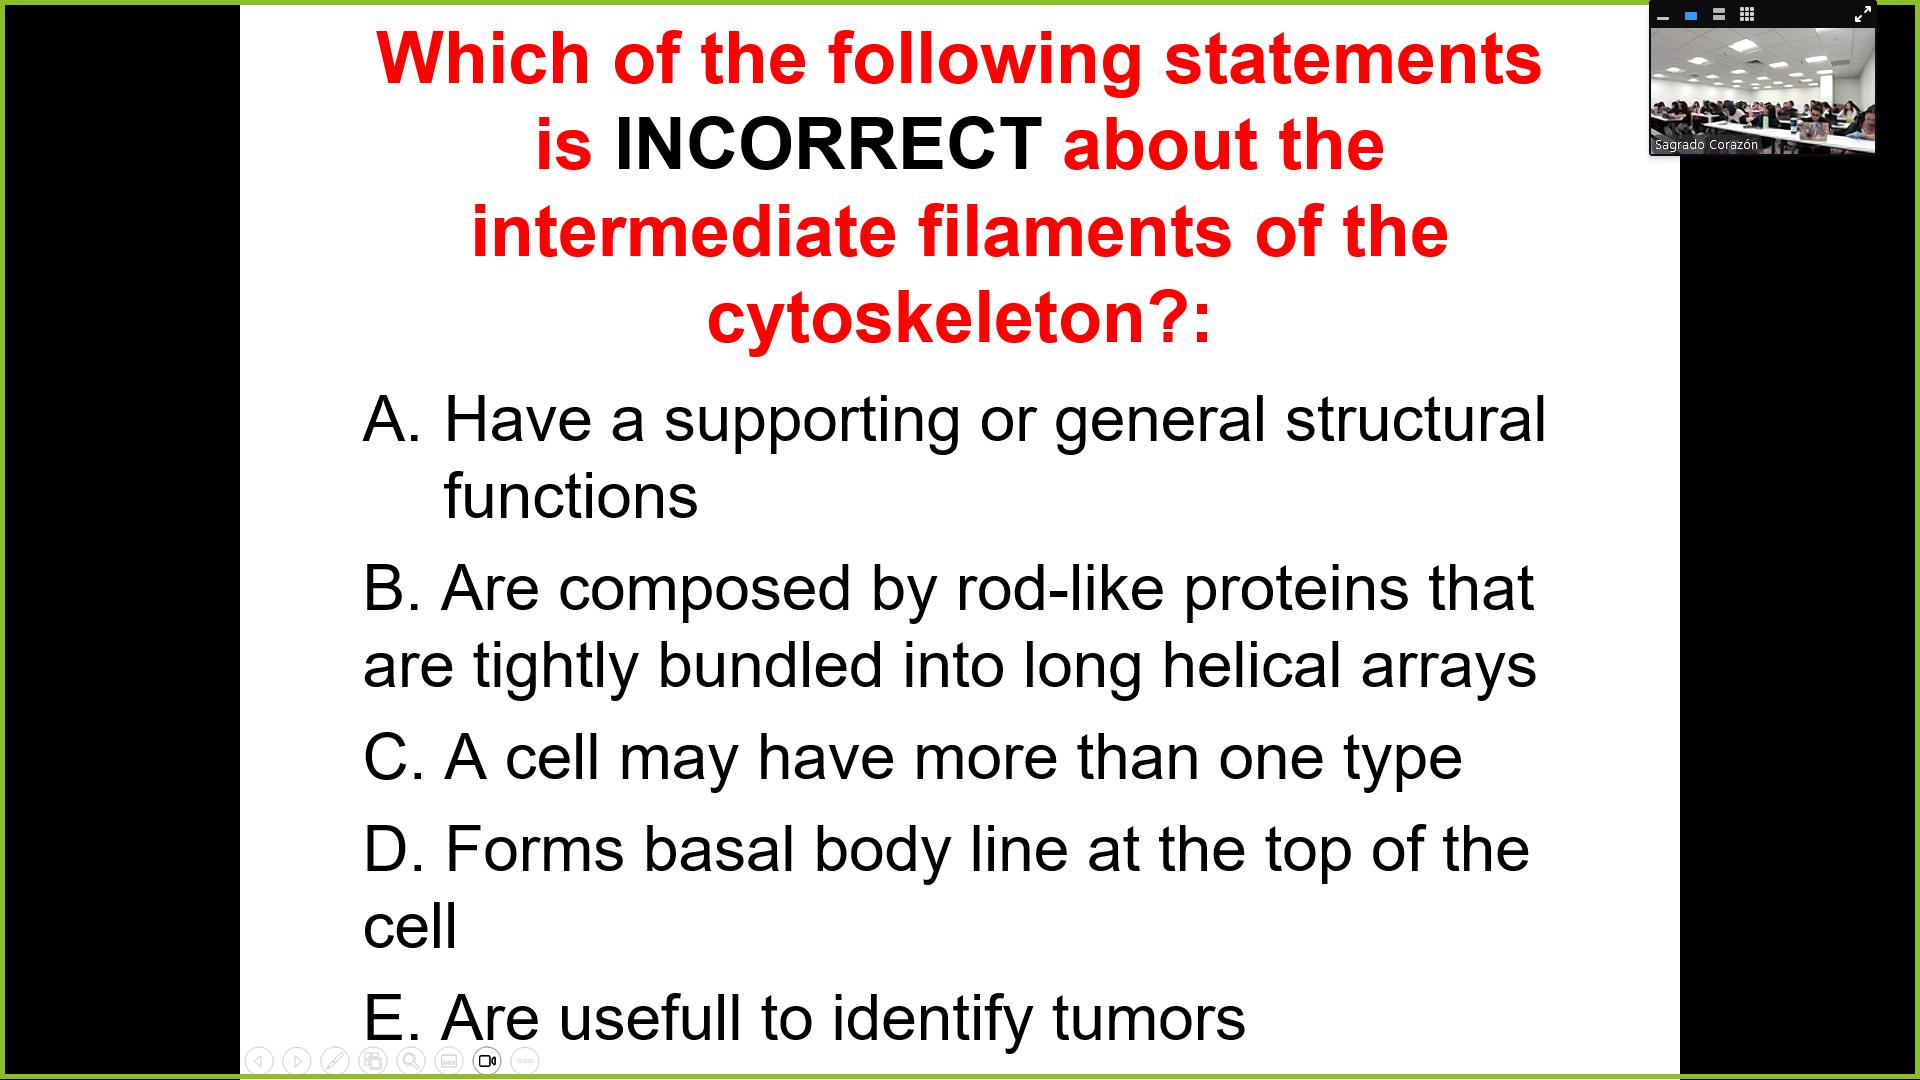 Which of the following statements
is INCORRECT about the
intermediate filaments of the
cytoskeleton?:
A. Have a supporting or general structural
functions
B. Are composed by rod-like proteins that
are tightly bundled into long helical arrays
C. A cell may have more than one type
D. Forms basal body line at the top of the
cell
E. Are usefull to identify tumors
Sagrado Corazón